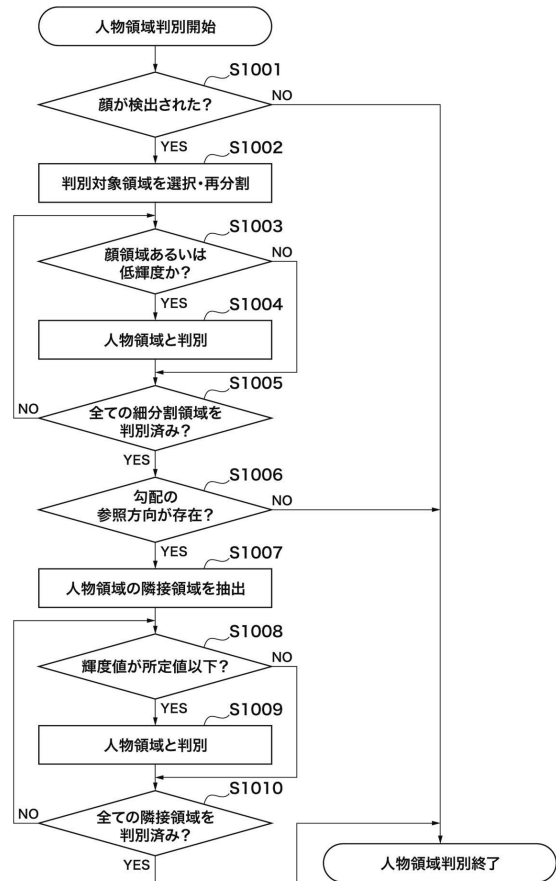 人物領域判別開始
S1001
顔が検出された?
NO
YES
S1002
判別対象領域を選択・再分割
S1003
顔領域あるいは
低輝度か?
NO
YES
S1004
人物領域と判別
S1005
全ての細分割領域を
判別済み?
NO
YES
S1006
勾配の
参照方向が存在?
NO
YES
S1007
人物領域の隣接領域を抽出
S1008
輝度値が所定値以下?
NO
YES
S1009
人物領域と判別
S1010
全ての隣接領域を
判別済み?
NO
YES
人物領域判別終了